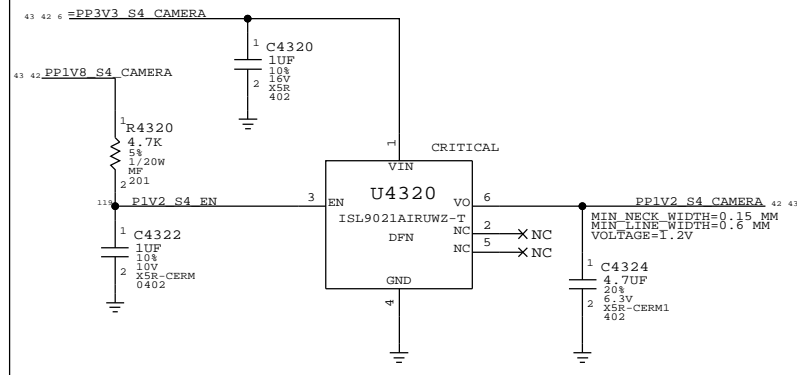 43 42 6 =PP3V3_S4_CAMERA
1 C4320
1UF
10%
16V
2 X5R
402
43 42 PP1V8_S4_CAMERA
1 R4320
4.7K
5%
1/20W
MF
2 201
1
CRITICAL
VIN
U4320
119 P1V2_S4_EN 3 EN
VO 6 PP1V2_S4_CAMERA 42 43
ISL9021AIRUWZ-T
DFN
NC 2 NC
NC 5 NC
MIN_NECK_WIDTH=0.15 MM
MIN_LINE_WIDTH=0.6 MM
VOLTAGE=1.2V
1 C4322
1UF
10%
10V
2 X5R-CERM
0402
GND
4
1 C4324
4.7UF
20%
6.3V
2 X5R-CERM1
402